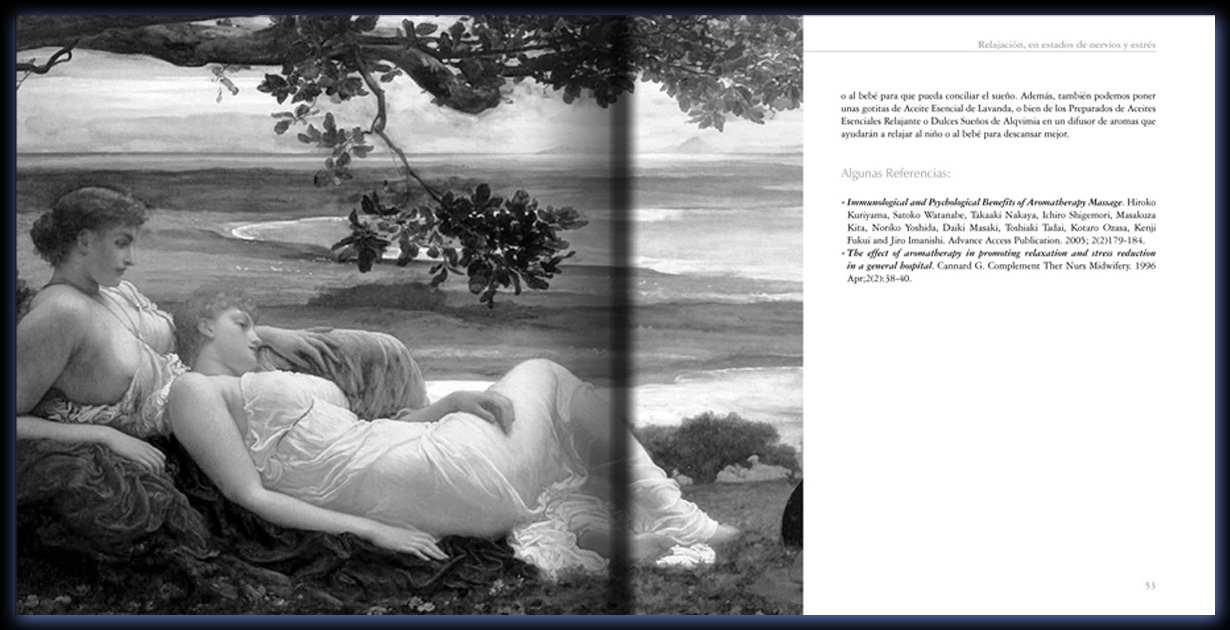 Relajación, en estados de nervios y estrés
o al bebé para que pueda conciliar el sueño. Además, también podemos poner
unas gotitas de Aceite Esencial de Lavanda, o bien de los Preparados de Aceites
Esenciales Relajante o Dulces Sueños de Alqvimia en un difusor de aromas que
ayudarán a relajar al niño o al bebé para descansar mejor.
Algunas Referencias:
• Immunological and Psychological Benefits of Aromatherapy Massage. Hiroko
Kuriyama, Satoko Watanabe, Takaaki Nakaya, Ichiro Shigemori, Masakuza
Kita, Noriko Yoshida, Daiki Masaki, Toshiaki Tadai, Kotaro Ozasa, Kenji
Fukui and Jiro Imanishi. Advance Access Publication. 2005; 2(2)179-184.
• The effect of aromatherapy in promoting relaxation and stress reduction
in a general hospital. Cannard G. Complement Ther Nurs Midwifery. 1996
Apr;2(2):38-40.
53